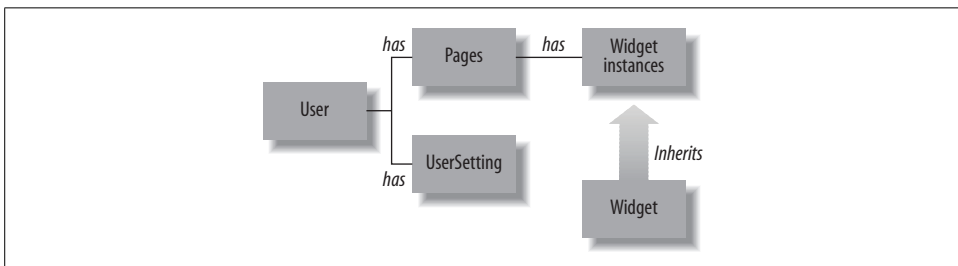 has
Pages
has
Widget
instances
User
has
UserSetting
Inherits
Widget